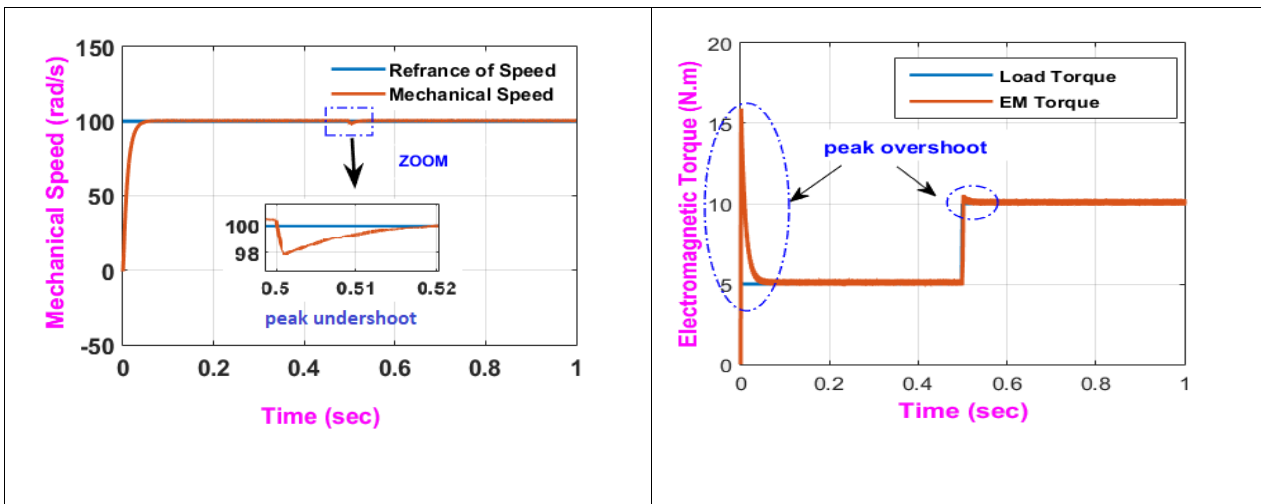 Mechanical Speed (rad/s)
150
100
50
0
-50
Refrance of Speed
Mechanical Speed
ZOOM
100
98
0.5
0.51
0.52
peak undershoot
0
0.2
0.4
0.6
0.8
1
Time (sec)
Electromagnetic Torque (N.m)
20
15
10
5
0
Load Torque
EM Torque
peak overshoot
0
0.2
0.4
0.6
0.8
1
Time (sec)